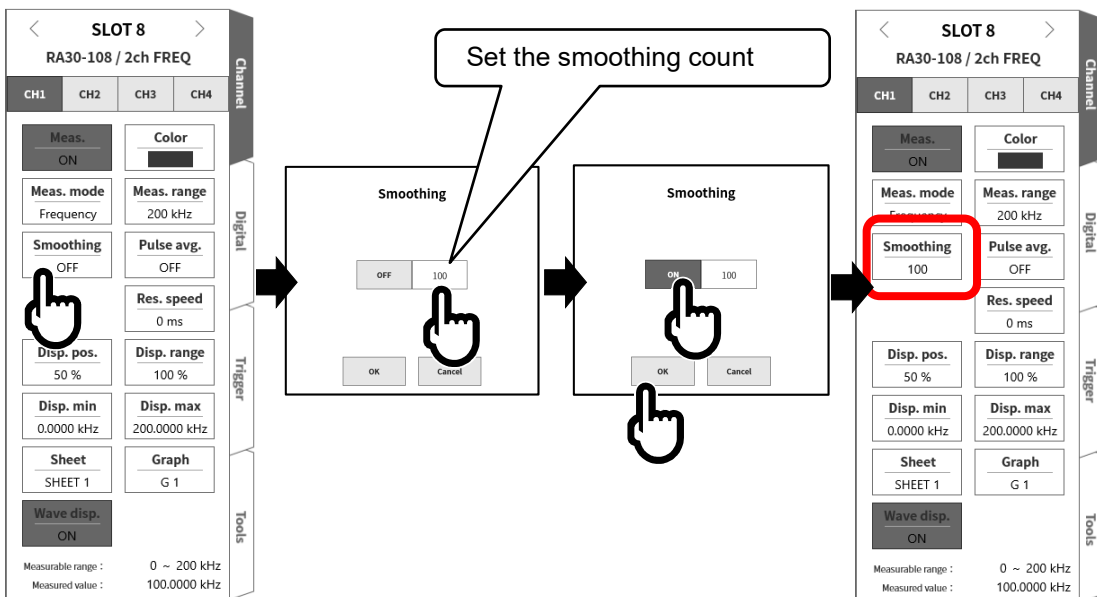 SLOT 8
RA30-108 / 2ch FREQ
CH1 CH2 CH3 CH4
Meas. Color
ON
Meas. mode Meas. range
Frequency 200 kHz
Smoothing Pulse avg.
OFF OFF
Res. speed
0 ms
Disp. pos. Disp. range
50 % 100 %
Disp. min Disp. max
0.0000 kHz 200.0000 kHz
Sheet Graph
SHEET 1 G 1
Wave disp.
ON
Measurable range : 0 ~ 200 kHz
Measured value : 100.0000 kHz
Channel
Digital
Trigger
Tools
Set the smoothing count
Smoothing
OFF 100
OK Cancel
Smoothing
ON 100
OK Cancel
SLOT 8
RA30-108 / 2ch FREQ
CH1 CH2 CH3 CH4
Meas. Color
ON
Meas. mode Meas. range
Frequency 200 kHz
Smoothing Pulse avg.
100 OFF
Res. speed
0 ms
Disp. pos. Disp. range
50 % 100 %
Disp. min Disp. max
0.0000 kHz 200.0000 kHz
Sheet Graph
SHEET 1 G 1
Wave disp.
ON
Measurable range : 0 ~ 200 kHz
Measured value : 100.0000 kHz
Channel
Digital
Trigger
Tools